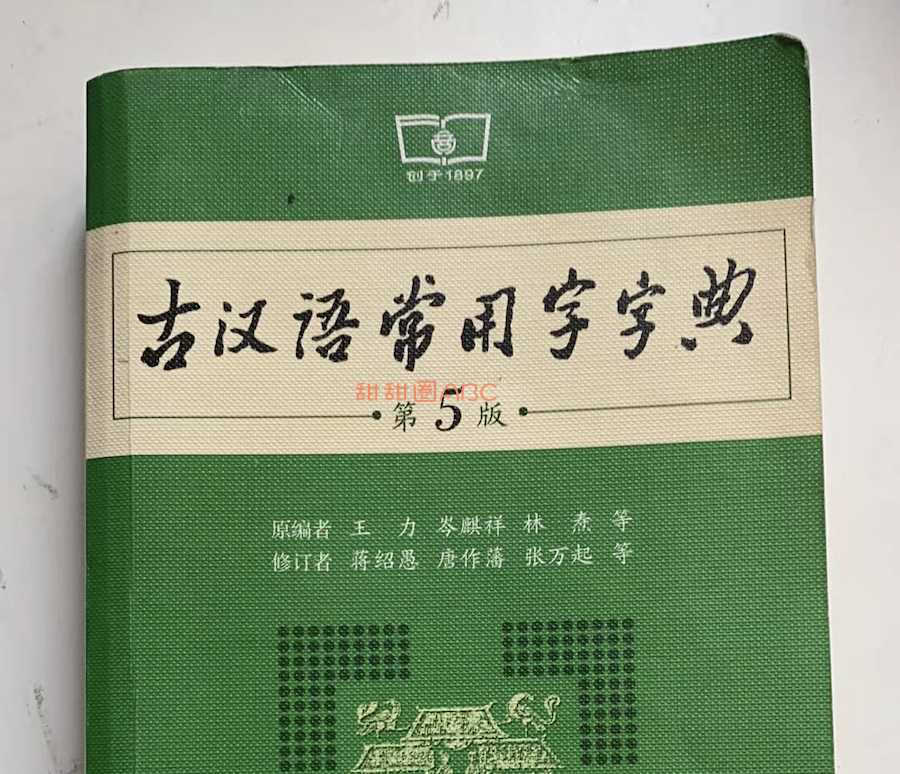 创于1897
古汉语常用字字典
甜甜圈ABC
第5版
原编者 王力 岑麒祥 林焘 等
修订者 蒋绍愚 唐作藩 张万起 等